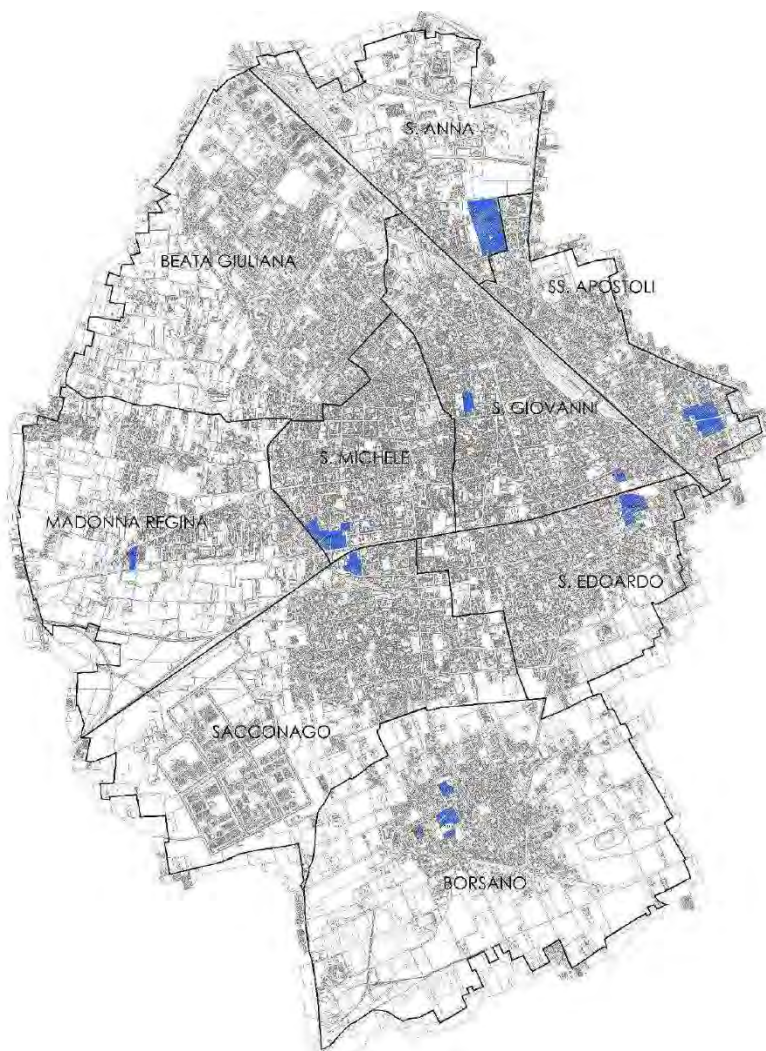 S. ANNA
BEATA GIULIANA
SS. APOSTOLI
S. GIOVANNI
S. MICHELE
MADONNA REGINA
S. EDOARDO
SACCONAGO
BORSANO